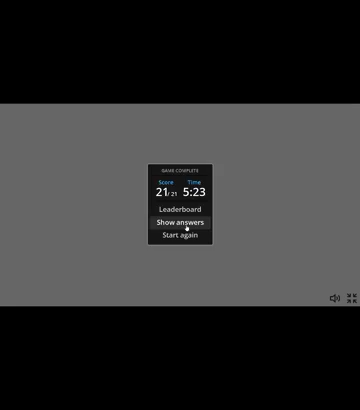 GAME COMPLETE
Score Time
21/ 21 5:23
Leaderboard
Show answers
Start again